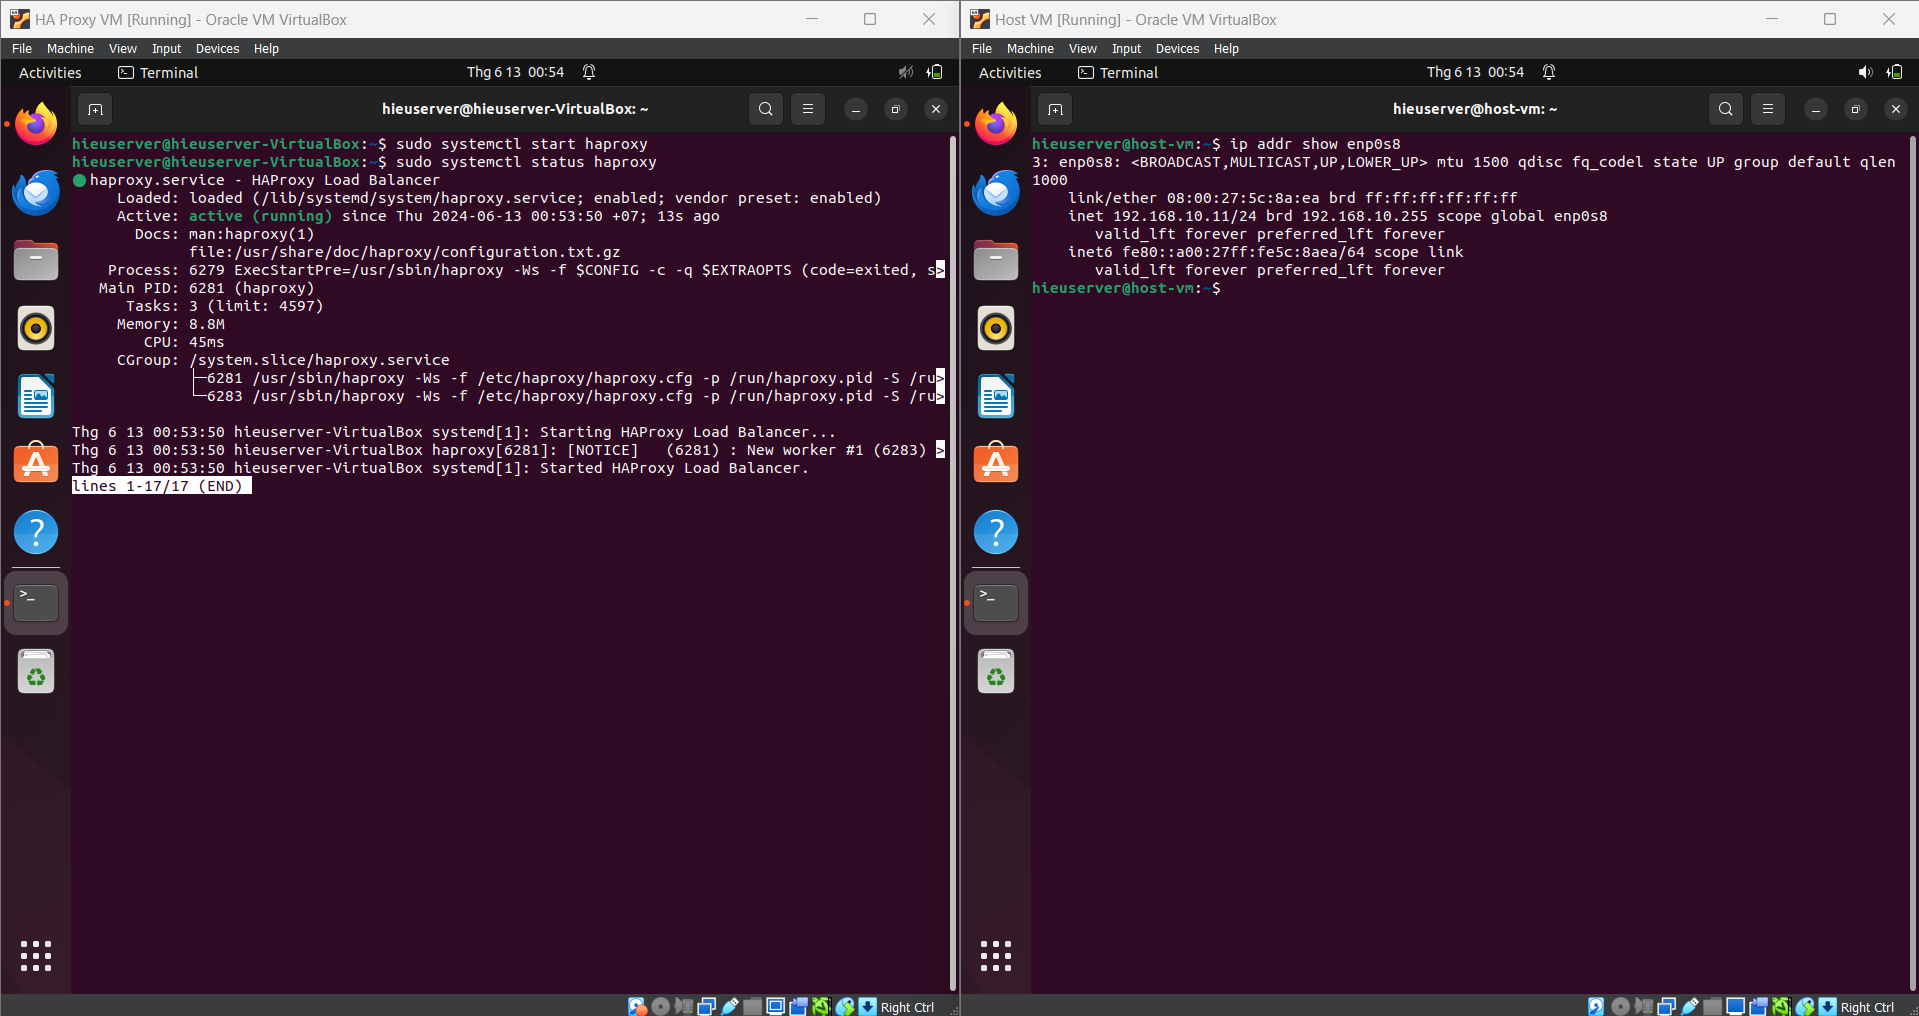 HA Proxy VM [Running] - Oracle VM VirtualBox
File Machine View Input Devices Help
Activities Terminal Thg 6 13 00:54
hieuserver@hieuserver-VirtualBox: ~
hieuserver@hieuserver-VirtualBox:~$ sudo systemctl start haproxy
hieuserver@hieuserver-VirtualBox:~$ sudo systemctl status haproxy
haproxy.service - HAProxy Load Balancer
Loaded: loaded (/lib/systemd/system/haproxy.service; enabled; vendor preset: enabled)
Active: active (running) since Thu 2024-06-13 00:53:50 +07; 13s ago
Docs: man:haproxy(1)
file:/usr/share/doc/haproxy/configuration.txt.gz
Process: 6279 ExecStartPre=/usr/sbin/haproxy -Ws -f $CONFIG -c -q $EXTRAOPTS (code=exited, s>
Main PID: 6281 (haproxy)
Tasks: 3 (limit: 4597)
Memory: 8.8M
CPU: 45ms
CGroup: /system.slice/haproxy.service
├─6281 /usr/sbin/haproxy -Ws -f /etc/haproxy/haproxy.cfg -p /run/haproxy.pid -S /ru>
└─6283 /usr/sbin/haproxy -Ws -f /etc/haproxy/haproxy.cfg -p /run/haproxy.pid -S /ru>
Thg 6 13 00:53:50 hieuserver-VirtualBox systemd[1]: Starting HAProxy Load Balancer...
Thg 6 13 00:53:50 hieuserver-VirtualBox haproxy[6281]: [NOTICE]   (6281) : New worker #1 (6283) >
Thg 6 13 00:53:50 hieuserver-VirtualBox systemd[1]: Started HAProxy Load Balancer.
lines 1-17/17 (END)
Right Ctrl
Host VM [Running] - Oracle VM VirtualBox
File Machine View Input Devices Help
Activities Terminal Thg 6 13 00:54
hieuserver@host-vm: ~
hieuserver@host-vm:~$ ip addr show enp0s8
3: enp0s8: <BROADCAST,MULTICAST,UP,LOWER_UP> mtu 1500 qdisc fq_codel state UP group default qlen
1000
link/ether 08:00:27:5c:8a:ea brd ff:ff:ff:ff:ff:ff
inet 192.168.10.11/24 brd 192.168.10.255 scope global enp0s8
valid_lft forever preferred_lft forever
inet6 fe80::a00:27ff:fe5c:8aea/64 scope link
valid_lft forever preferred_lft forever
hieuserver@host-vm:~$
Right Ctrl